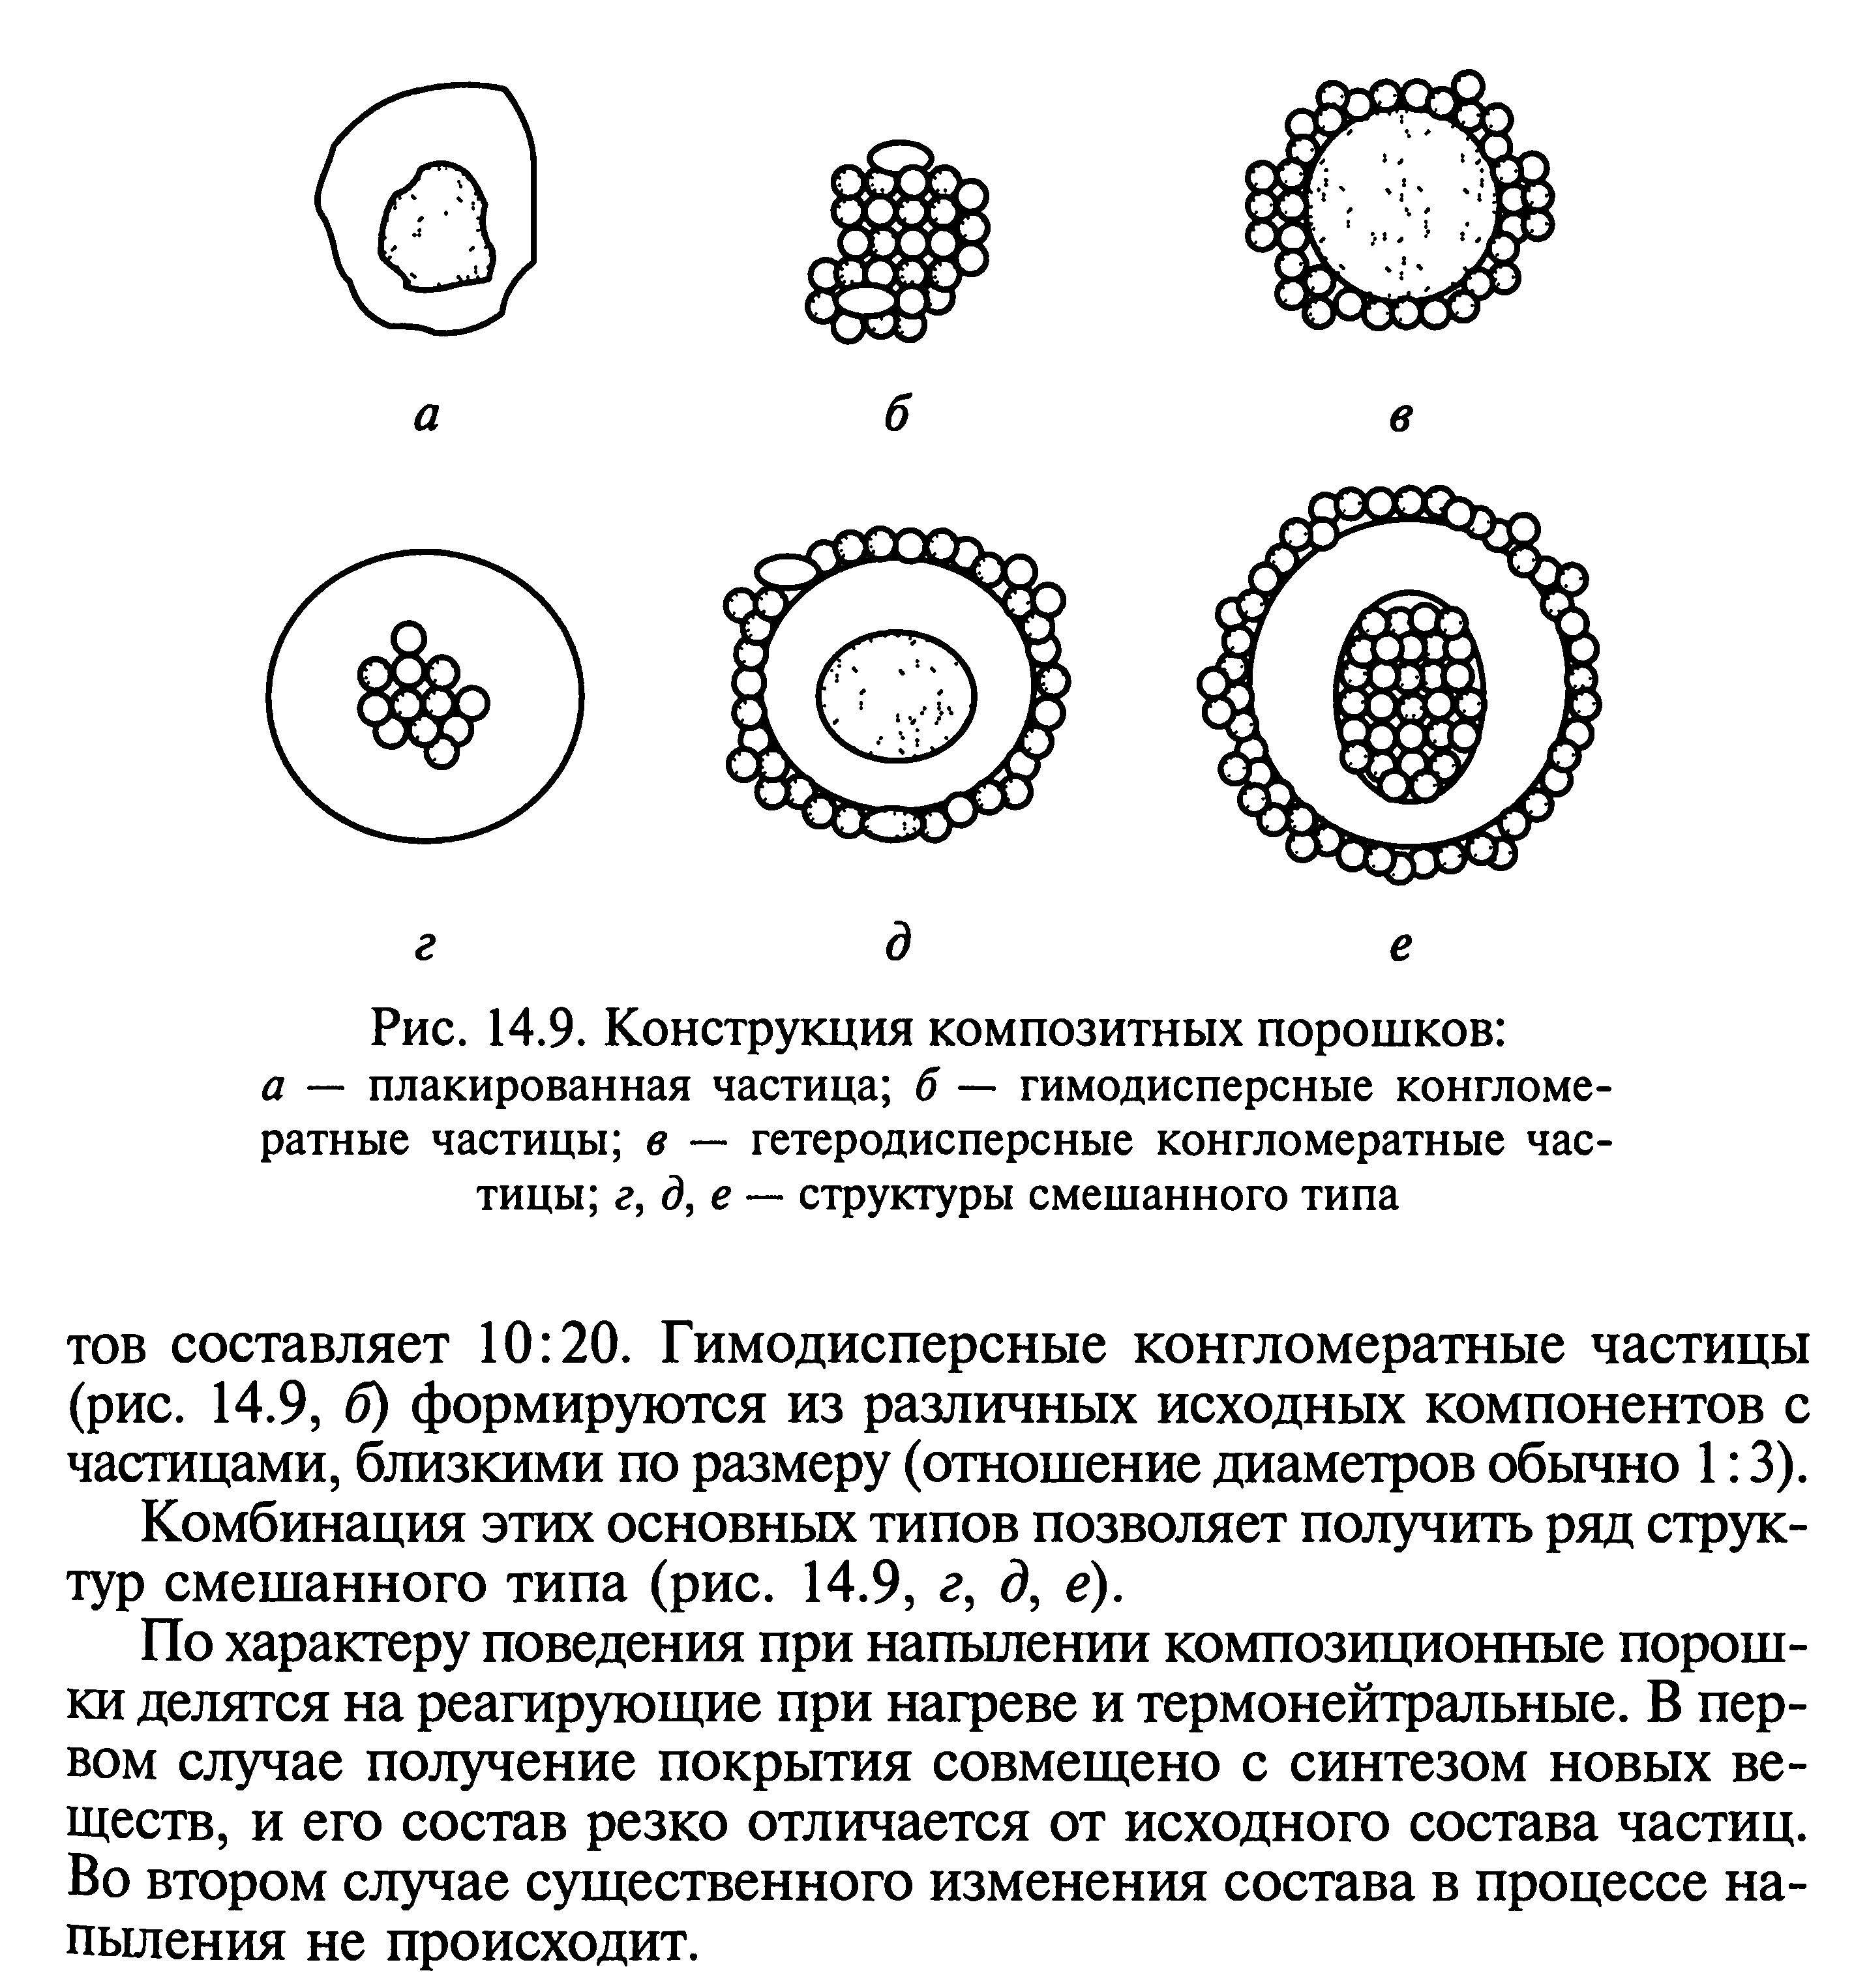 а
б
в
г
д
е
Рис. 14.9. Конструкция композитных порошков:
а — плакированная частица; б — гимодисперсные конгломе-
ратные частицы; в — гетеродисперсные конгломератные час-
тицы; г, д, е — структуры смешанного типа
тов составляет 10:20. Гимодисперсные конгломератные частицы
(рис. 14.9, б) формируются из различных исходных компонентов с
частицами, близкими по размеру (отношение диаметров обычно 1:3).
Комбинация этих основных типов позволяет получить ряд струк-
тур смешанного типа (рис. 14.9, г, д, е).
По характеру поведения при напылении композиционные порош-
ки делятся на реагирующие при нагреве и термонейтральные. В пер-
вом случае получение покрытия совмещено с синтезом новых ве-
ществ, и его состав резко отличается от исходного состава частиц.
Во втором случае существенного изменения состава в процессе на-
пыления не происходит.